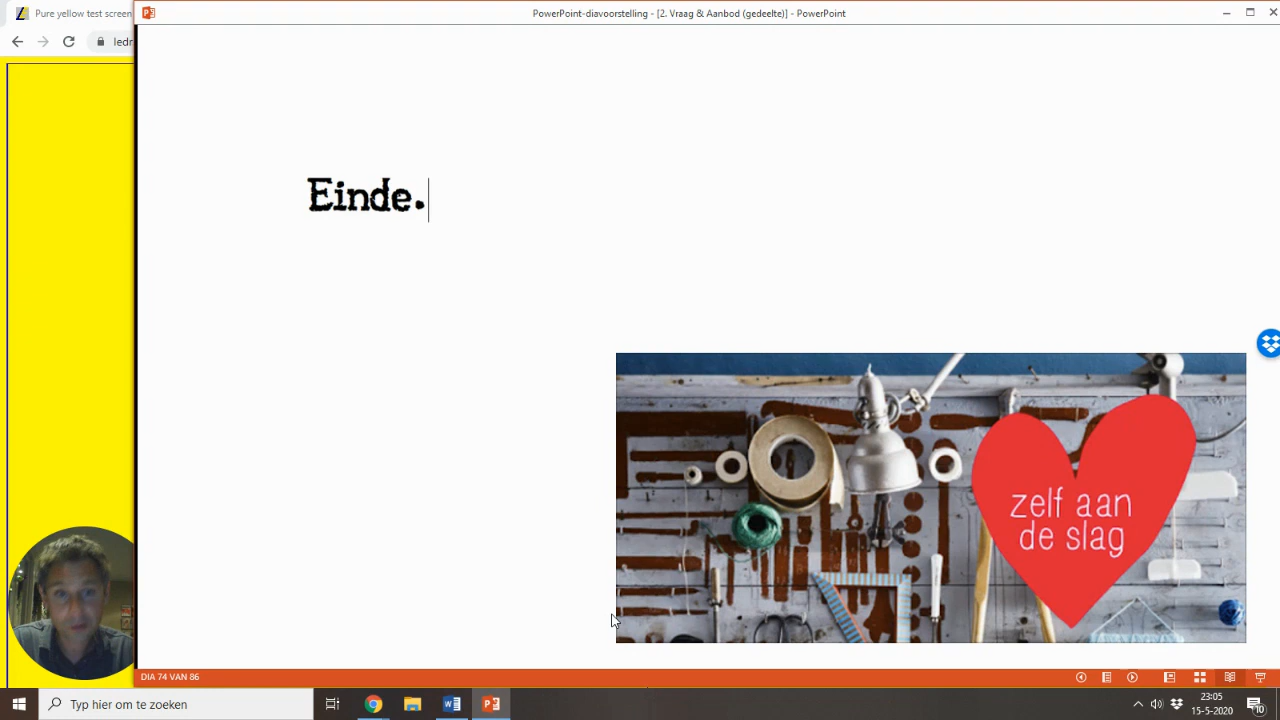 Pure yellow test screen
PowerPoint-diavoorstelling - [2. Vraag & Aanbod (gedeelte)] - PowerPoint
Einde.
zelf aan
de slag
DIA 74 VAN 86
Typ hier om te zoeken
23:05
15-5-2020
10